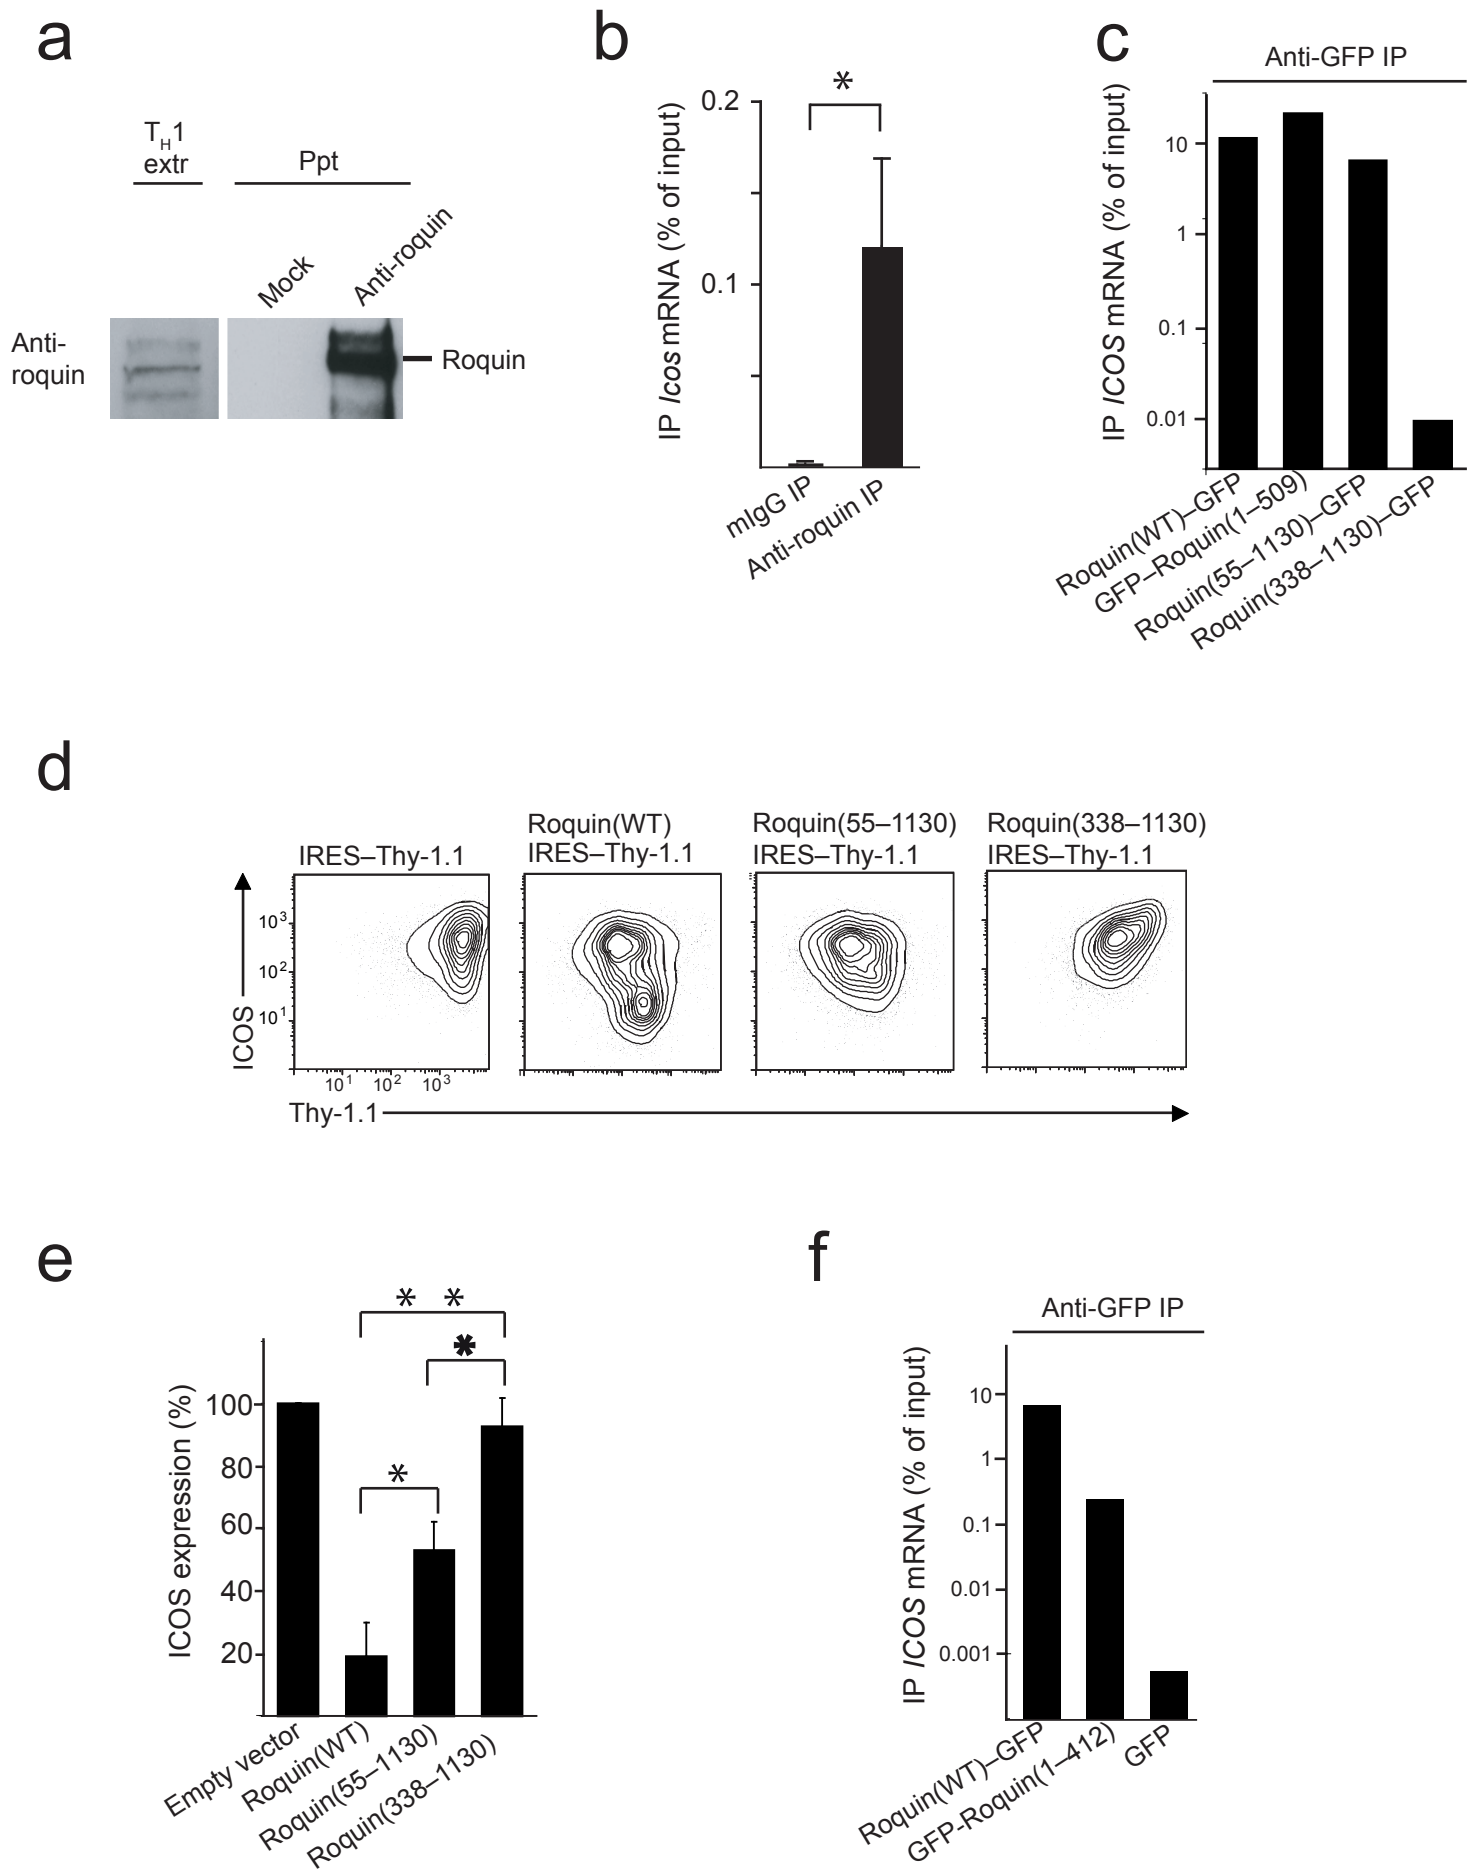 a
T_H1
extr
Ppt
Mock
Anti-roquin
Anti-
roquin
Roquin
b
*
0.2
0.1
IP Icos mRNA (% of input)
mIgG IP
Anti-roquin IP
c
Anti-GFP IP
10
1
0.1
0.01
IP ICOS mRNA (% of input)
Roquin(WT)–GFP
GFP–Roquin(1–509)
Roquin(55–1130)–GFP
Roquin(338–1130)–GFP
d
IRES–Thy-1.1
Roquin(WT)
IRES–Thy-1.1
Roquin(55–1130)
IRES–Thy-1.1
Roquin(338–1130)
IRES–Thy-1.1
ICOS
10³
10²
10¹
10¹ 10² 10³
Thy-1.1
e
* *
*
*
100
80
60
40
20
ICOS expression (%)
Empty vector
Roquin(WT)
Roquin(55–1130)
Roquin(338–1130)
f
Anti-GFP IP
10
1
0.1
0.01
0.001
IP ICOS mRNA (% of input)
Roquin(WT)–GFP
GFP-Roquin(1–412)
GFP